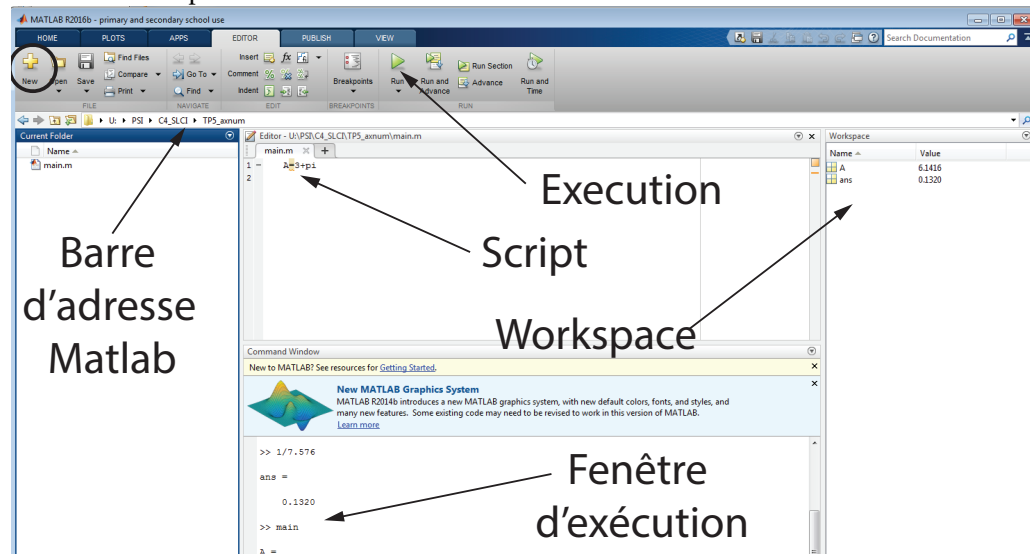 MATLAB R2016b - primary and secondary school use
HOME PLOTS APPS EDITOR PUBLISH VIEW
Search Documentation
New Open Save
Find Files
Compare
Print
FILE
Go To
Find
NAVIGATE
Insert
Comment
Indent
EDIT
Breakpoints
BREAKPOINTS
Run
Run and Advance
Run Section
Advance
Run and Time
RUN
U: PSI C4_SLCI TP5_axnum
Current Folder
Name
main.m
Editor - U:\PSI\C4_SLCI\TP5_axnum\main.m
main.m
1 - A=3+pi
2
Workspace
Name Value
A 6.1416
ans 0.1320
Execution
Script
Barre
d'adresse
Matlab
Workspace
Command Window
New to MATLAB? See resources for Getting Started.
New MATLAB Graphics System
MATLAB R2014b introduces a new MATLAB graphics system, with new default colors, fonts, and styles, and
many new features. Some existing code may need to be revised to work in this version of MATLAB.
Learn more
>> 1/7.576
ans =
0.1320
>> main
A =
Fenêtre
d'exécution